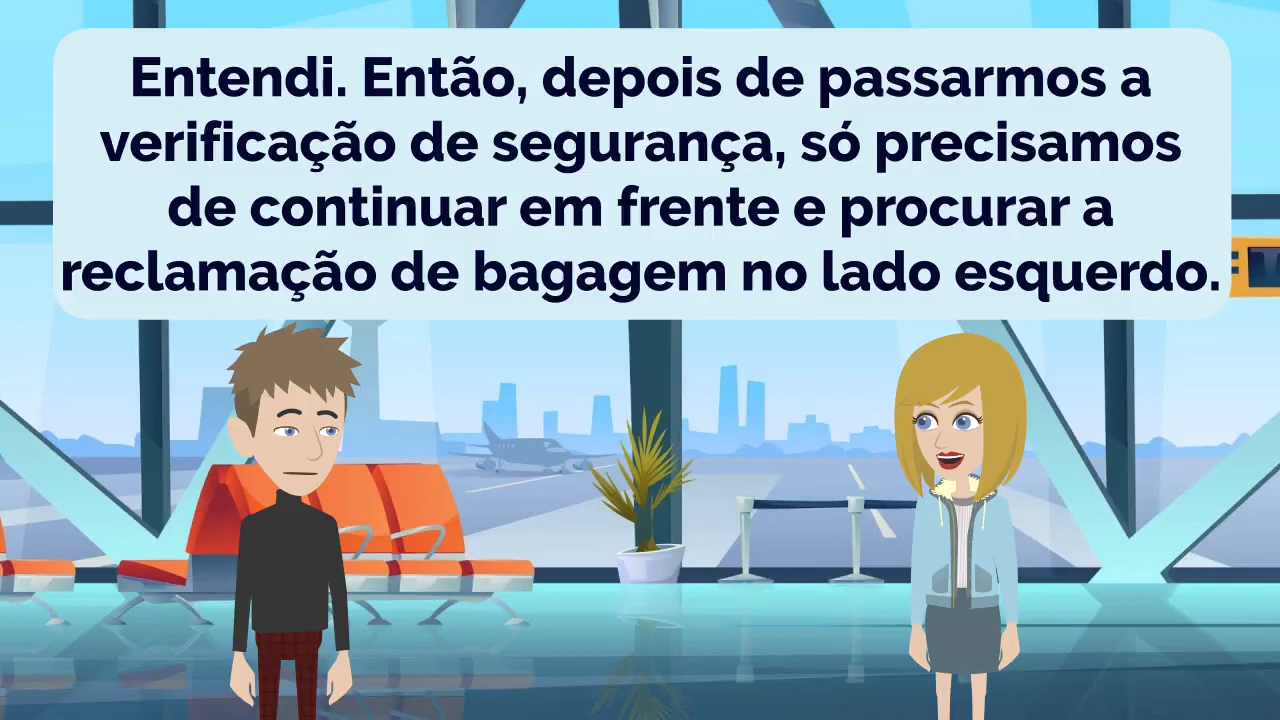 Entendi. Então, depois de passarmos a
verificação de segurança, só precisamos
de continuar em frente e procurar a
reclamação de bagagem no lado esquerdo.